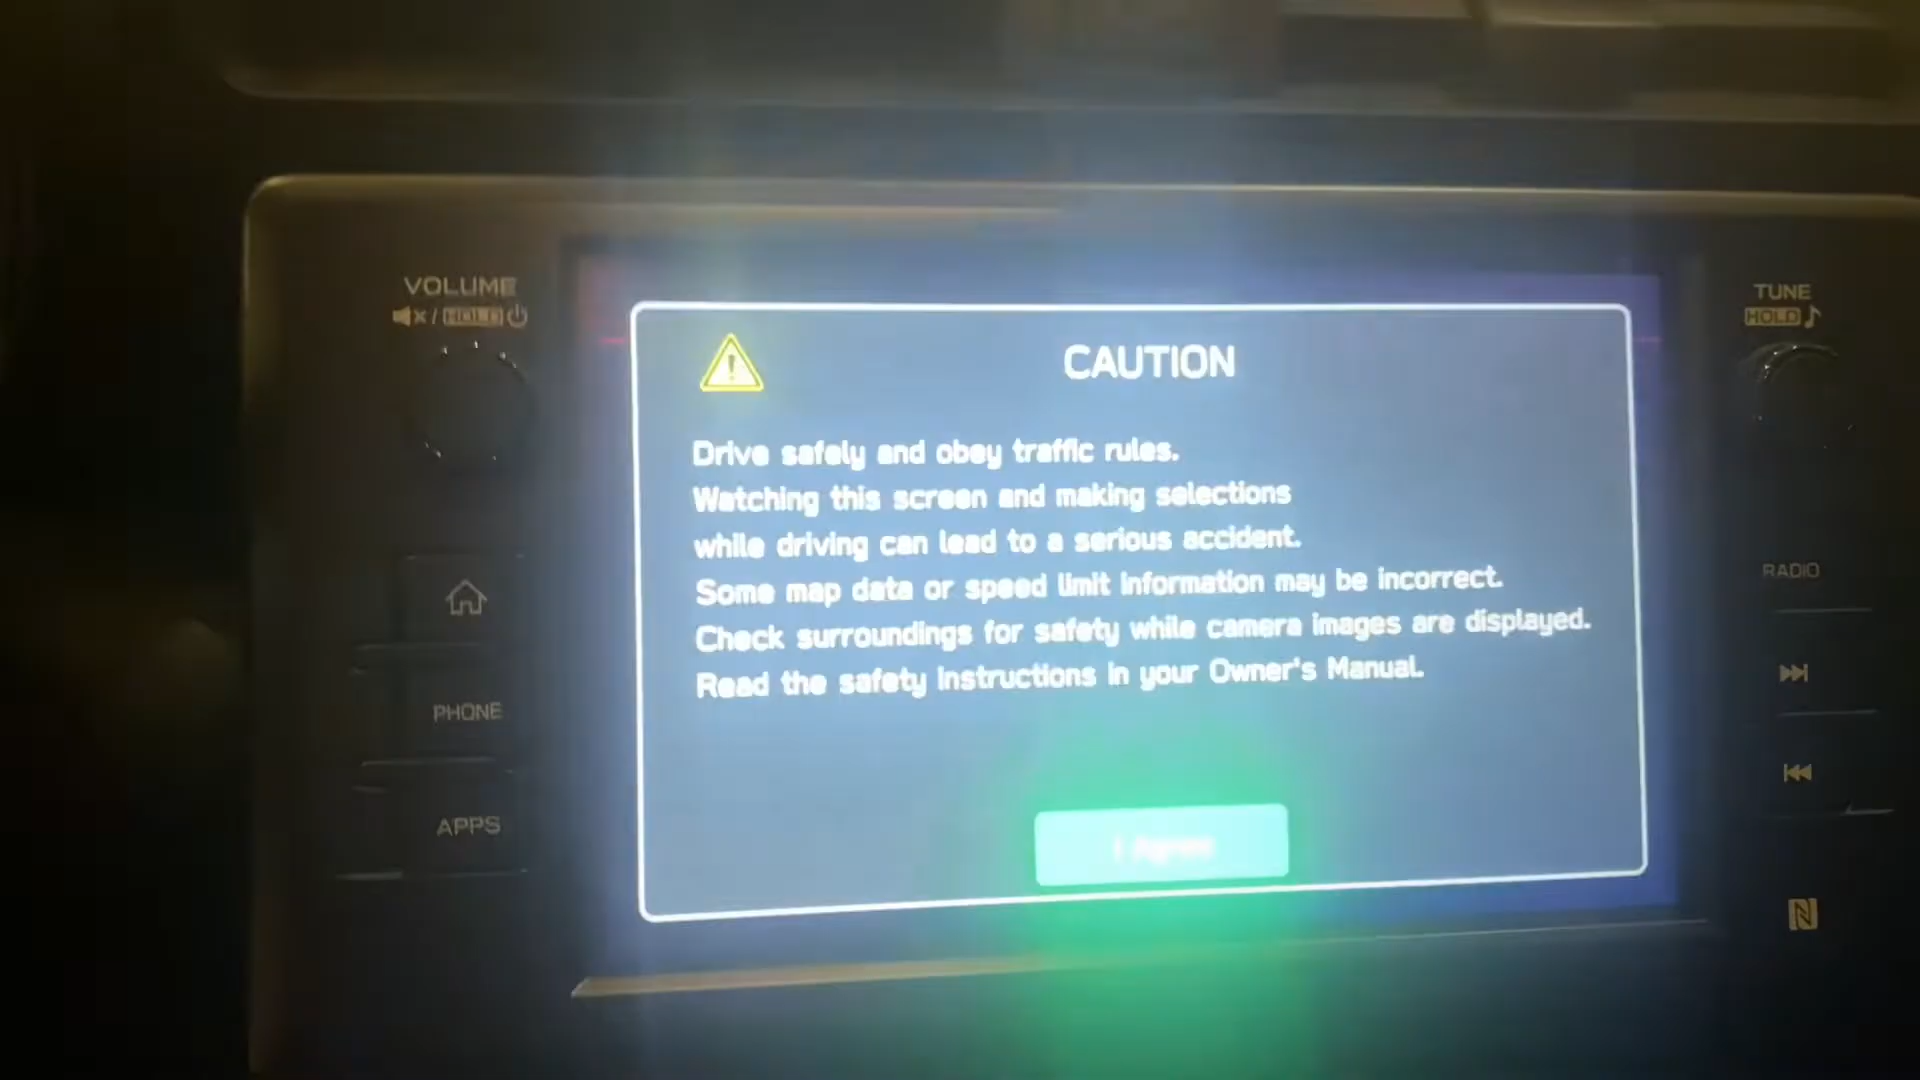 VOLUME
/ HOLD
TUNE
HOLD
CAUTION
Drive safely and obey traffic rules.
Watching this screen and making selections
while driving can lead to a serious accident.
Some map data or speed limit information may be incorrect.
Check surroundings for safety while camera images are displayed.
Read the safety instructions in your Owner's Manual.
I Agree
PHONE
APPS
RADIO